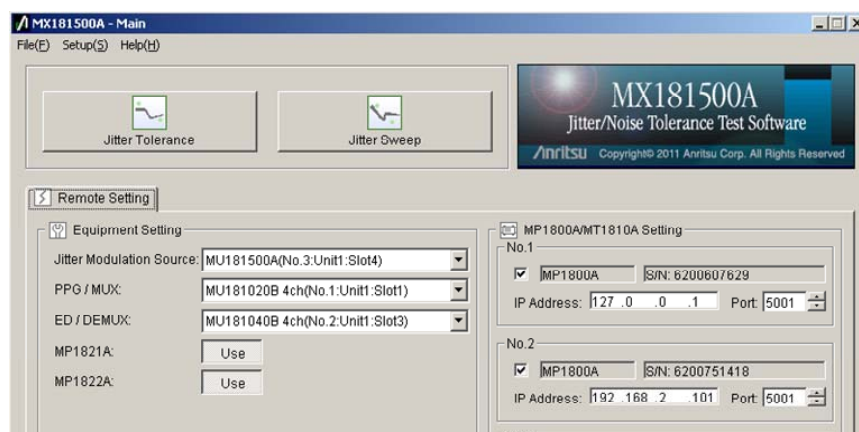 MX181500A - Main
File(F) Setup(S) Help(H)
Jitter Tolerance
Jitter Sweep
MX181500A
Jitter/Noise Tolerance Test Software
Anritsu Copyright© 2011 Anritsu Corp. All Rights Reserved
Remote Setting
Equipment Setting
Jitter Modulation Source: MU181500A(No.3:Unit1:Slot4)
PPG / MUX: MU181020B 4ch(No.1:Unit1:Slot1)
ED / DEMUX: MU181040B 4ch(No.2:Unit1:Slot3)
MP1821A: Use
MP1822A: Use
MP1800A/MT1810A Setting
No.1
MP1800A S/N: 6200607629
IP Address: 127 .0 .0 .1 Port: 5001
No.2
MP1800A S/N: 6200751418
IP Address: 192 .168 .2 .101 Port: 5001